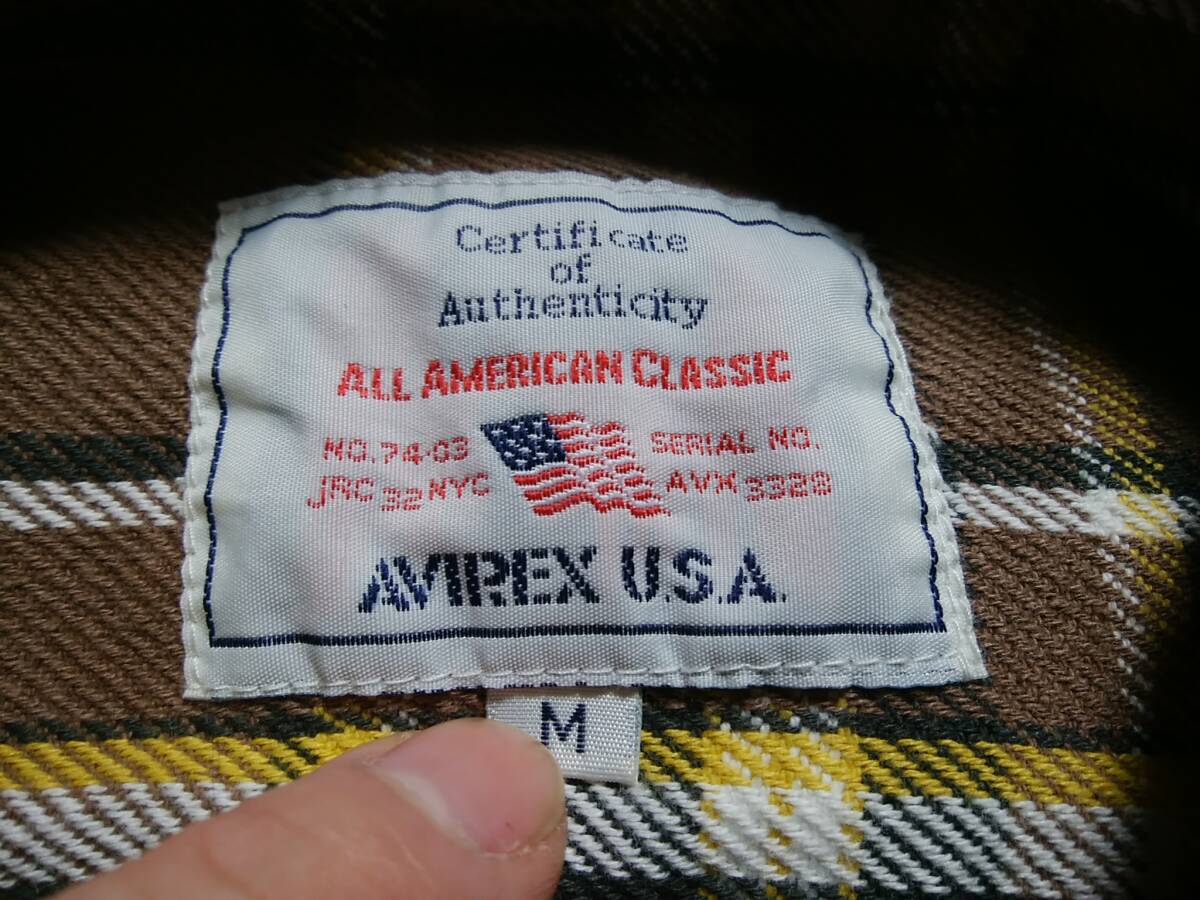 Certificate
of
Authenticity
ALL AMERICAN CLASSIC
NO.74-03
JRC 32 NYC
SERIAL NO.
AVX 3328
AVIREX U.S.A.
M